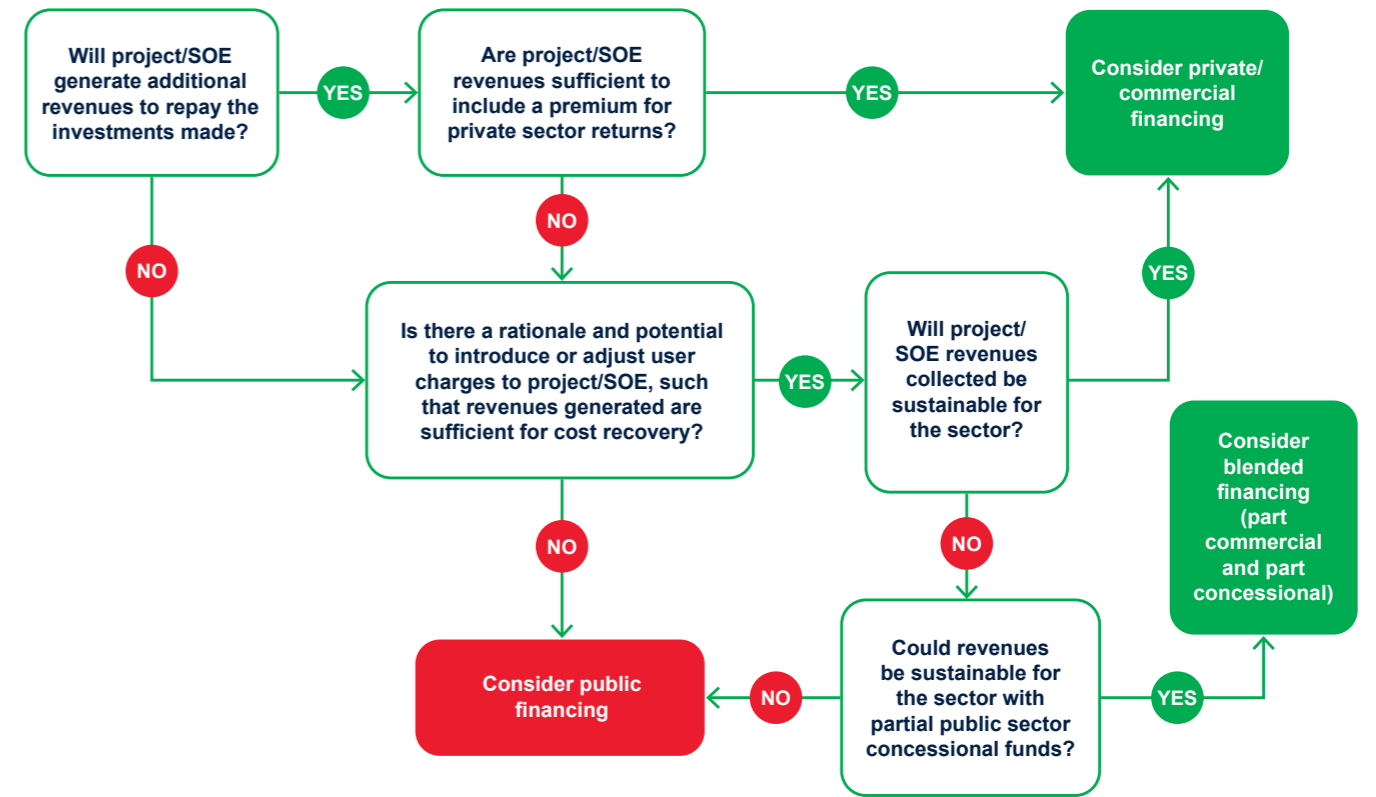 Will project/SOE
generate additional
revenues to repay the
investments made?
YES
Are project/SOE
revenues sufficient to
include a premium for
private sector returns?
YES
Consider private/
commercial
financing
NO
NO
YES
Is there a rationale and potential
to introduce or adjust user
charges to project/SOE, such
that revenues generated are
sufficient for cost recovery?
YES
Will project/
SOE revenues
collected be
sustainable for
the sector?
Consider
blended
financing
(part
commercial
and part
concessional)
NO
NO
Consider public
financing
NO
Could revenues
be sustainable for
the sector with
partial public sector
concessional funds?
YES